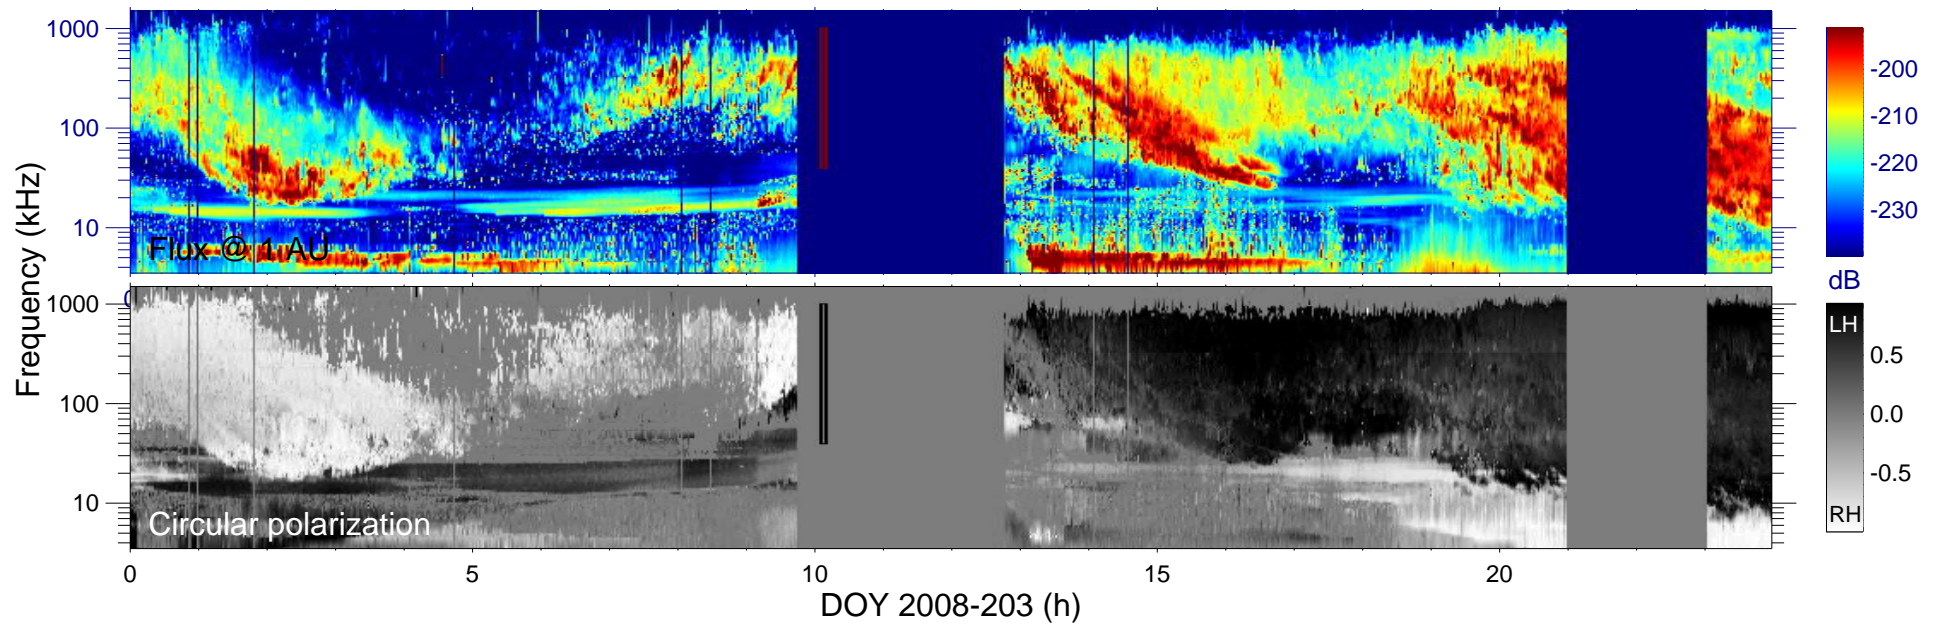 1000
100
10
Flux @ 1 AU
-200
-210
-220
-230
dB
Frequency (kHz)
0
1000
100
10
Circular polarization
LH
0.5
0.0
-0.5
RH
0
5
10
15
20
DOY 2008-203 (h)